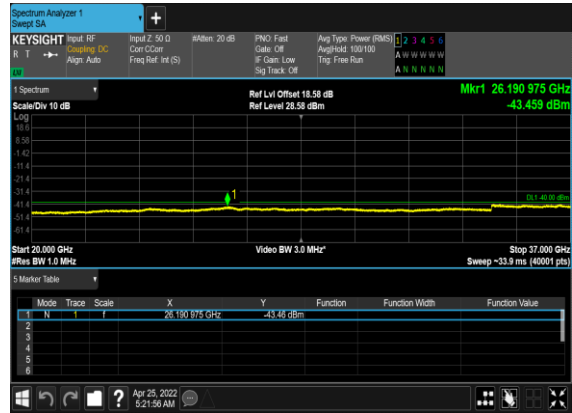 Spectrum Analyzer 1
Swept SA
+
KEYSIGHT Input: RF Input Z: 50 Ω #Atten: 20 dB PNO: Fast Avg Type: Power (RMS) 1 2 3 4 5 6
R T Coupling: DC Corr CCorr Gate: Off Avg|Hold: 100/100 A W W W W W
Align: Auto Freq Ref: Int (S) IF Gain: Low Trig: Free Run
LXI Sig Track: Off A N N N N N
1 Spectrum Ref Lvl Offset 18.58 dB Mkr1 26.190 975 GHz
Scale/Div 10 dB Ref Level 28.58 dBm -43.459 dBm
Log
18.6
8.58
-1.42
-11.4
-21.4
-31.4 1
DL1 -40.00 dBm
-41.4
-51.4
-61.4
Start 20.000 GHz Video BW 3.0 MHz* Stop 37.000 GHz
#Res BW 1.0 MHz Sweep ~33.9 ms (40001 pts)
5 Marker Table
Mode Trace Scale X Y Function Function Width Function Value
1 N 1 f 26.190 975 GHz -43.46 dBm
2
3
4
5
6
? Apr 25, 2022
5:21:56 AM